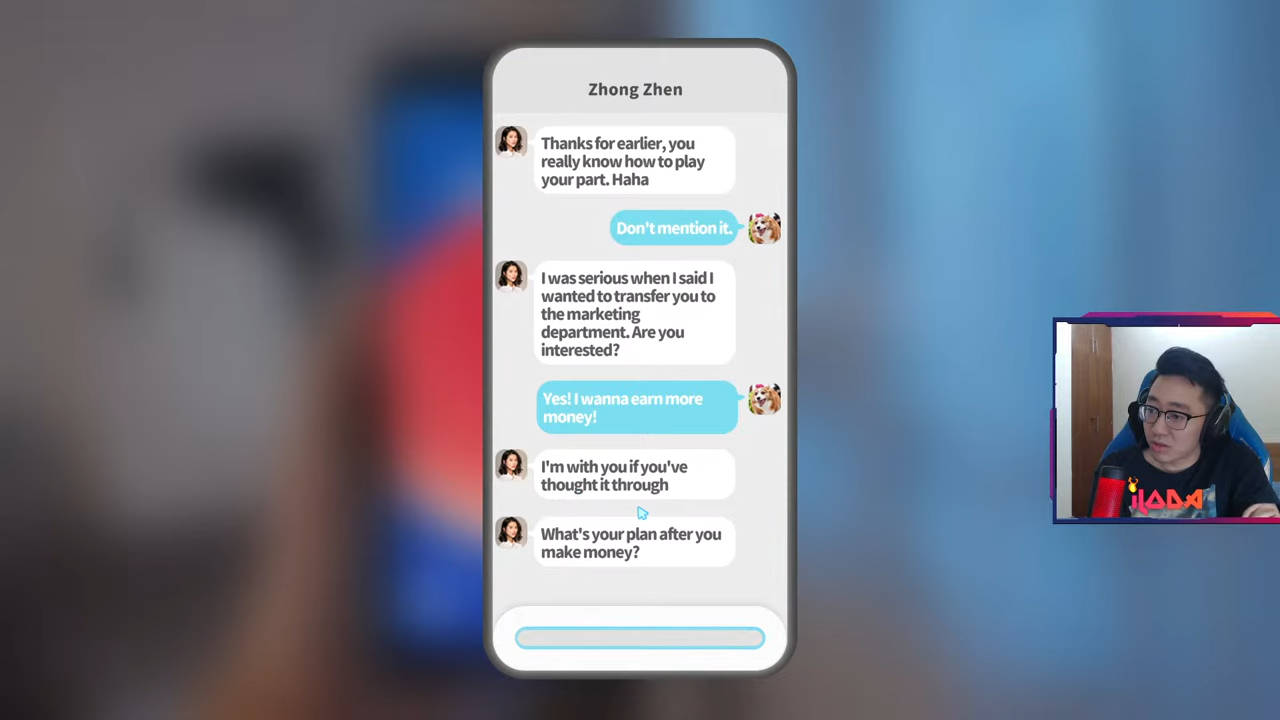 Zhong Zhen
Thanks for earlier, you
really know how to play
your part. Haha
Don't mention it.
I was serious when I said I
wanted to transfer you to
the marketing
department. Are you
interested?
Yes! I wanna earn more
money!
I'm with you if you've
thought it through
What's your plan after you
make money?